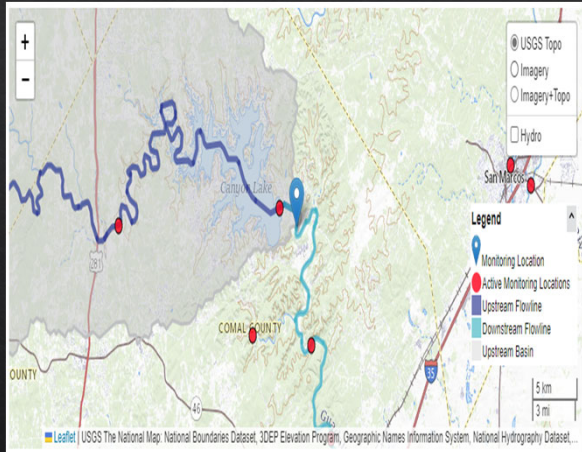 +
−
USGS Topo
Imagery
Imagery+Topo
Hydro
San Marcos
Canyon Lake
Legend
Monitoring Location
Active Monitoring Locations
Upstream Flowline
Downstream Flowline
Upstream Basin
281
COMAL COUNTY
OUNTY
46
35
5 km
3 mi
Leaflet | USGS The National Map: National Boundaries Dataset, 3DEP Elevation Program, Geographic Names Information System, National Hydrography Dataset,...